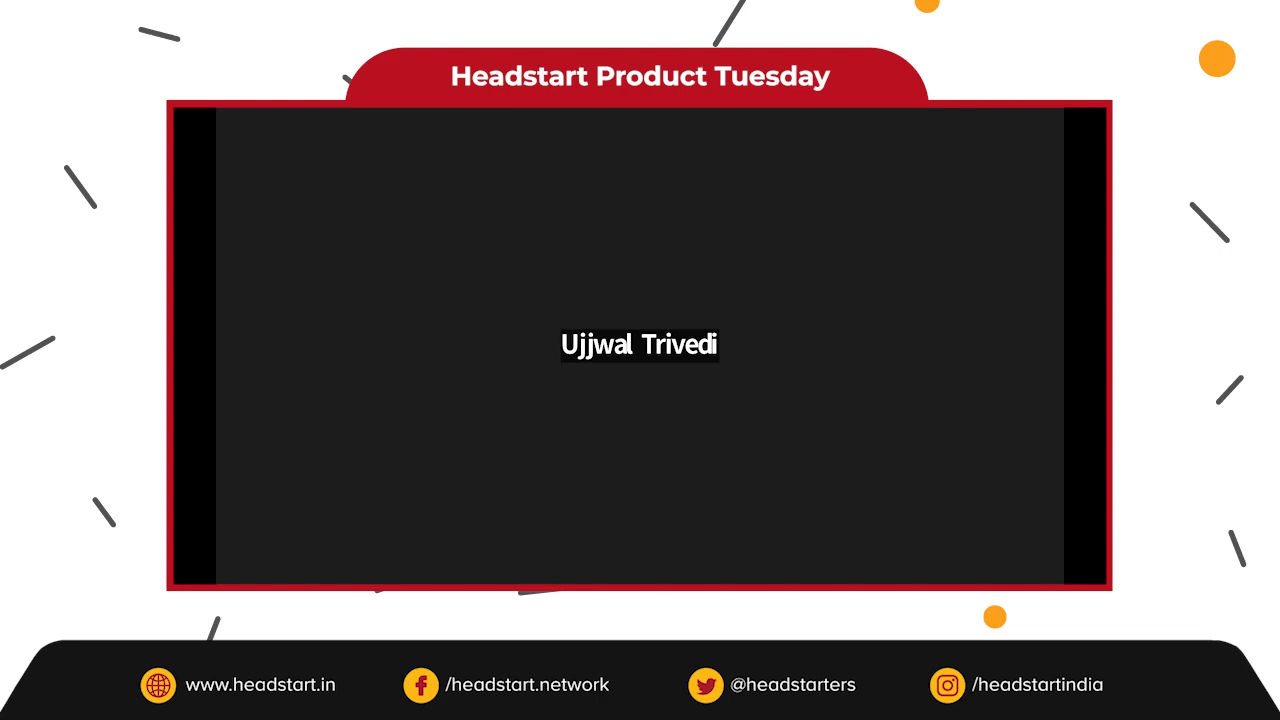 Headstart Product Tuesday
Ujjwal Trivedi
www.headstart.in
/headstart.network
@headstarters
/headstartindia